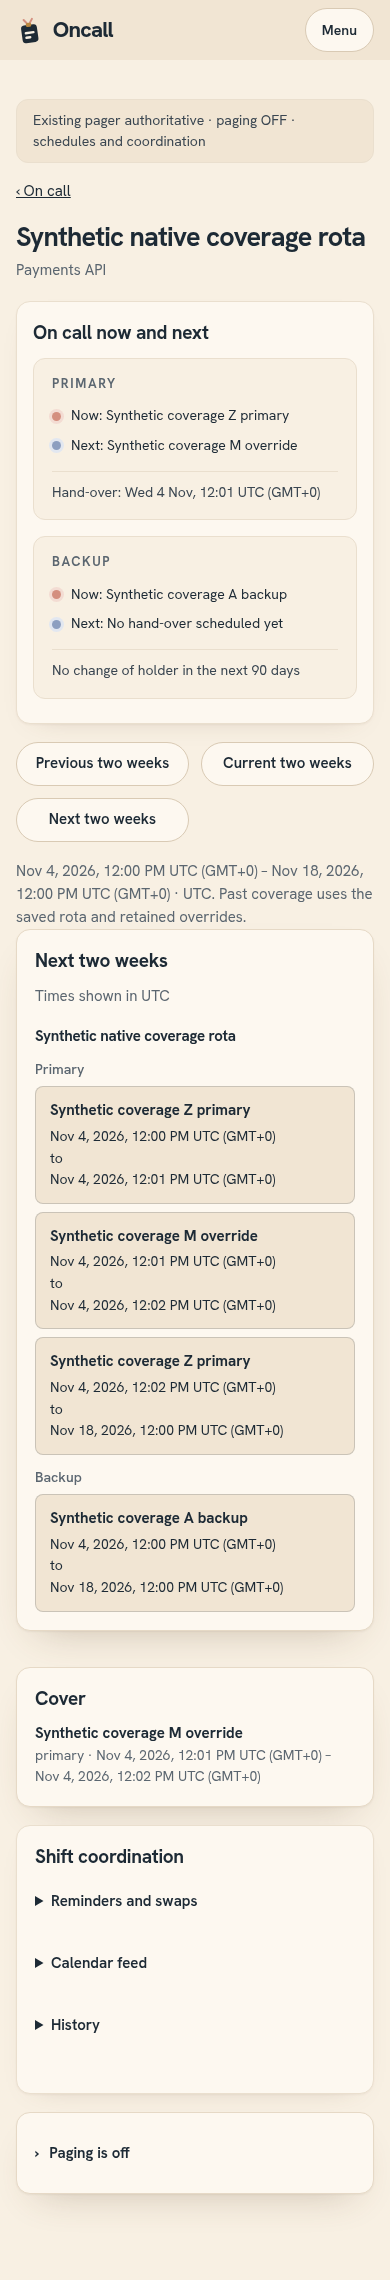 Oncall
Menu
Existing pager authoritative · paging OFF ·
schedules and coordination
‹ On call
Synthetic native coverage rota
Payments API
On call now and next
PRIMARY
Now: Synthetic coverage Z primary
Next: Synthetic coverage M override
Hand-over: Wed 4 Nov, 12:01 UTC (GMT+0)
BACKUP
Now: Synthetic coverage A backup
Next: No hand-over scheduled yet
No change of holder in the next 90 days
Previous two weeks
Current two weeks
Next two weeks
Nov 4, 2026, 12:00 PM UTC (GMT+0) – Nov 18, 2026,
12:00 PM UTC (GMT+0) · UTC. Past coverage uses the
saved rota and retained overrides.
Next two weeks
Times shown in UTC
Synthetic native coverage rota
Primary
Synthetic coverage Z primary
Nov 4, 2026, 12:00 PM UTC (GMT+0)
to
Nov 4, 2026, 12:01 PM UTC (GMT+0)
Synthetic coverage M override
Nov 4, 2026, 12:01 PM UTC (GMT+0)
to
Nov 4, 2026, 12:02 PM UTC (GMT+0)
Synthetic coverage Z primary
Nov 4, 2026, 12:02 PM UTC (GMT+0)
to
Nov 18, 2026, 12:00 PM UTC (GMT+0)
Backup
Synthetic coverage A backup
Nov 4, 2026, 12:00 PM UTC (GMT+0)
to
Nov 18, 2026, 12:00 PM UTC (GMT+0)
Cover
Synthetic coverage M override
primary · Nov 4, 2026, 12:01 PM UTC (GMT+0) –
Nov 4, 2026, 12:02 PM UTC (GMT+0)
Shift coordination
▶ Reminders and swaps
▶ Calendar feed
▶ History
› Paging is off